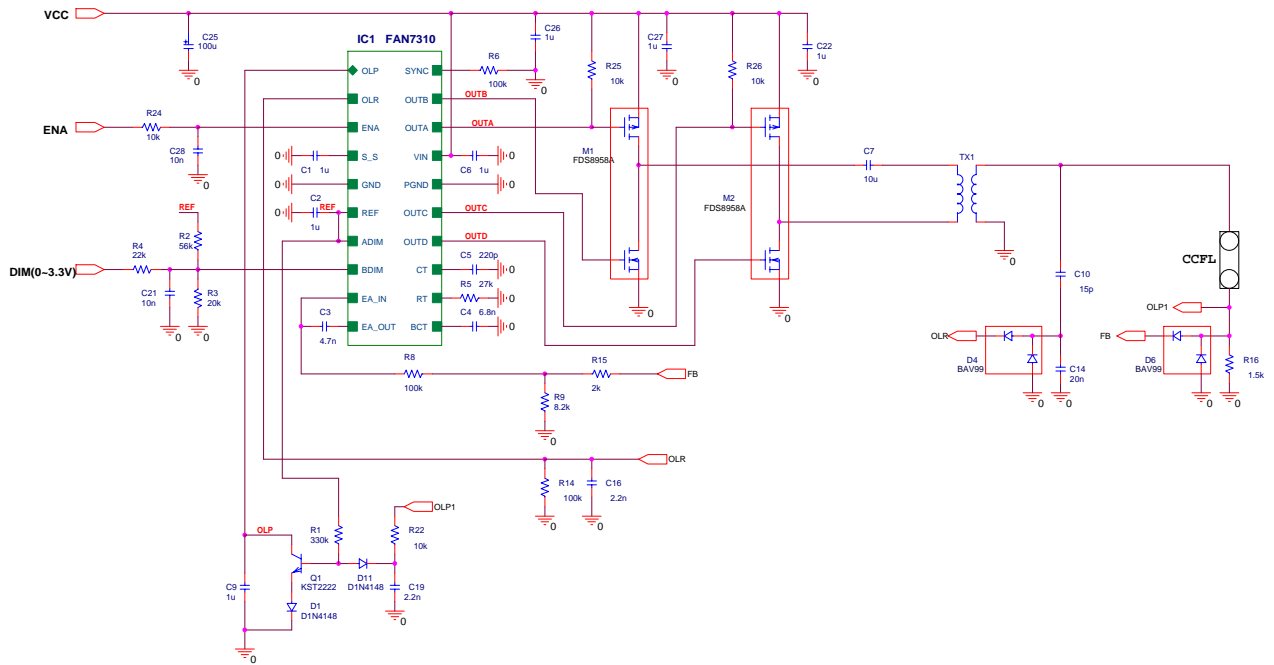 VCC
C25
100u
0
IC1 FAN7310
OLP
OLR
ENA
S_S
GND
REF
ADIM
BDIM
EA_IN
EA_OUT
SYNC
OUTB
OUTA
VIN
PGND
OUTC
OUTD
CT
RT
BCT
R6
100k
C26
1u
0
R25
10k
C27
1u
0
R26
10k
C22
1u
0
OUTB
OUTA
OUTC
OUTD
ENA
R24
10k
C28
10n
0
0
C1 1u
C6 1u
0
0
0
C2
REF
1u
0
REF
R2
56k
R4
22k
DIM(0~3.3V)
C21
10n
R3
20k
0
0
C5 220p
0
R5 27k
0
6.8n
C4
0
C3
4.7n
M1
FDS8958A
0
M2
FDS8958A
0
C7
10u
TX1
0
C10
15p
CCFL
OLP1
OLR
D4
BAV99
0
C14
20n
0
FB
D6
BAV99
0
R16
1.5k
0
R8
100k
R15
2k
FB
R9
8.2k
0
OLR
R14
100k
0
C16
2.2n
0
OLP1
OLP
R1
330k
R22
10k
Q1
KST2222
D11
D1N4148
C19
2.2n
0
C9
1u
D1
D1N4148
0